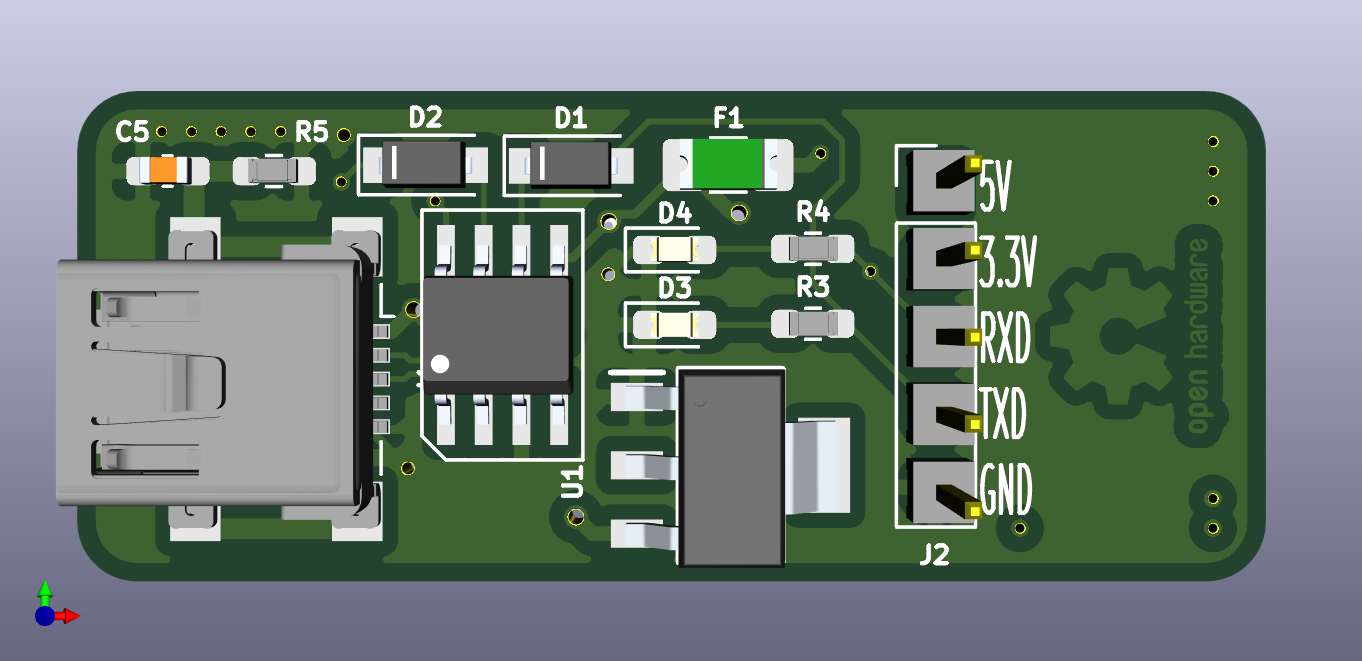 C5
R5
D2
D1
F1
D4
R4
D3
R3
U1
5V
3.3V
RXD
TXD
GND
J2
open hardware